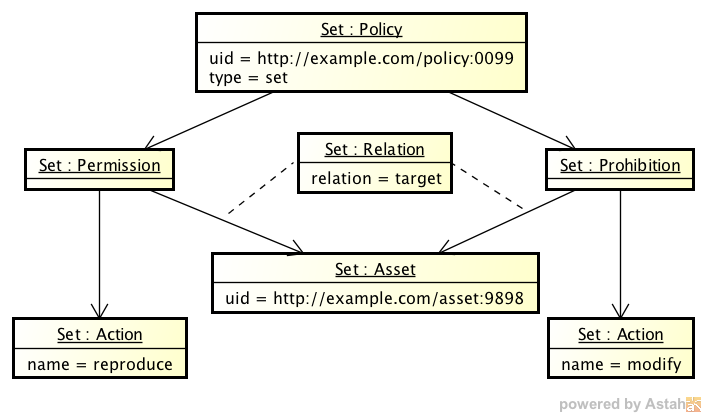 Set : Policy
uid = http://example.com/policy:0099
type = set
Set : Permission
Set : Relation
relation = target
Set : Prohibition
Set : Asset
uid = http://example.com/asset:9898
Set : Action
name = reproduce
Set : Action
name = modify
powered by Astah